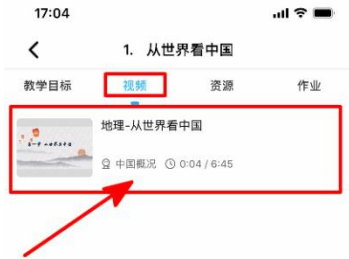 17:04
1. 从世界看中国
教学目标 视频 资源 作业
地理-从世界看中国
中国概况 0:04 / 6:45